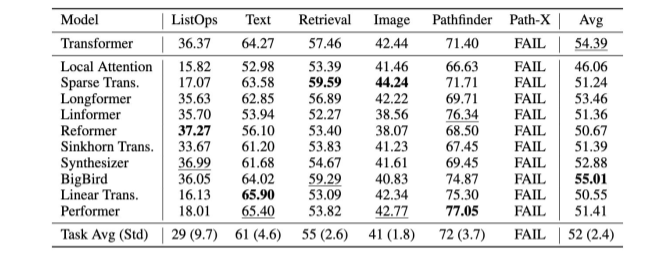 Model ListOps Text Retrieval Image Pathfinder Path-X Avg
Transformer 36.37 64.27 57.46 42.44 71.40 FAIL 54.39
Local Attention 15.82 52.98 53.39 41.46 66.63 FAIL 46.06
Sparse Trans. 17.07 63.58 59.59 44.24 71.71 FAIL 51.24
Longformer 35.63 62.85 56.89 42.22 69.71 FAIL 53.46
Linformer 35.70 53.94 52.27 38.56 76.34 FAIL 51.36
Reformer 37.27 56.10 53.40 38.07 68.50 FAIL 50.67
Sinkhorn Trans. 33.67 61.20 53.83 41.23 67.45 FAIL 51.39
Synthesizer 36.99 61.68 54.67 41.61 69.45 FAIL 52.88
BigBird 36.05 64.02 59.29 40.83 74.87 FAIL 55.01
Linear Trans. 16.13 65.90 53.09 42.34 75.30 FAIL 50.55
Performer 18.01 65.40 53.82 42.77 77.05 FAIL 51.41
Task Avg (Std) 29 (9.7) 61 (4.6) 55 (2.6) 41 (1.8) 72 (3.7) FAIL 52 (2.4)